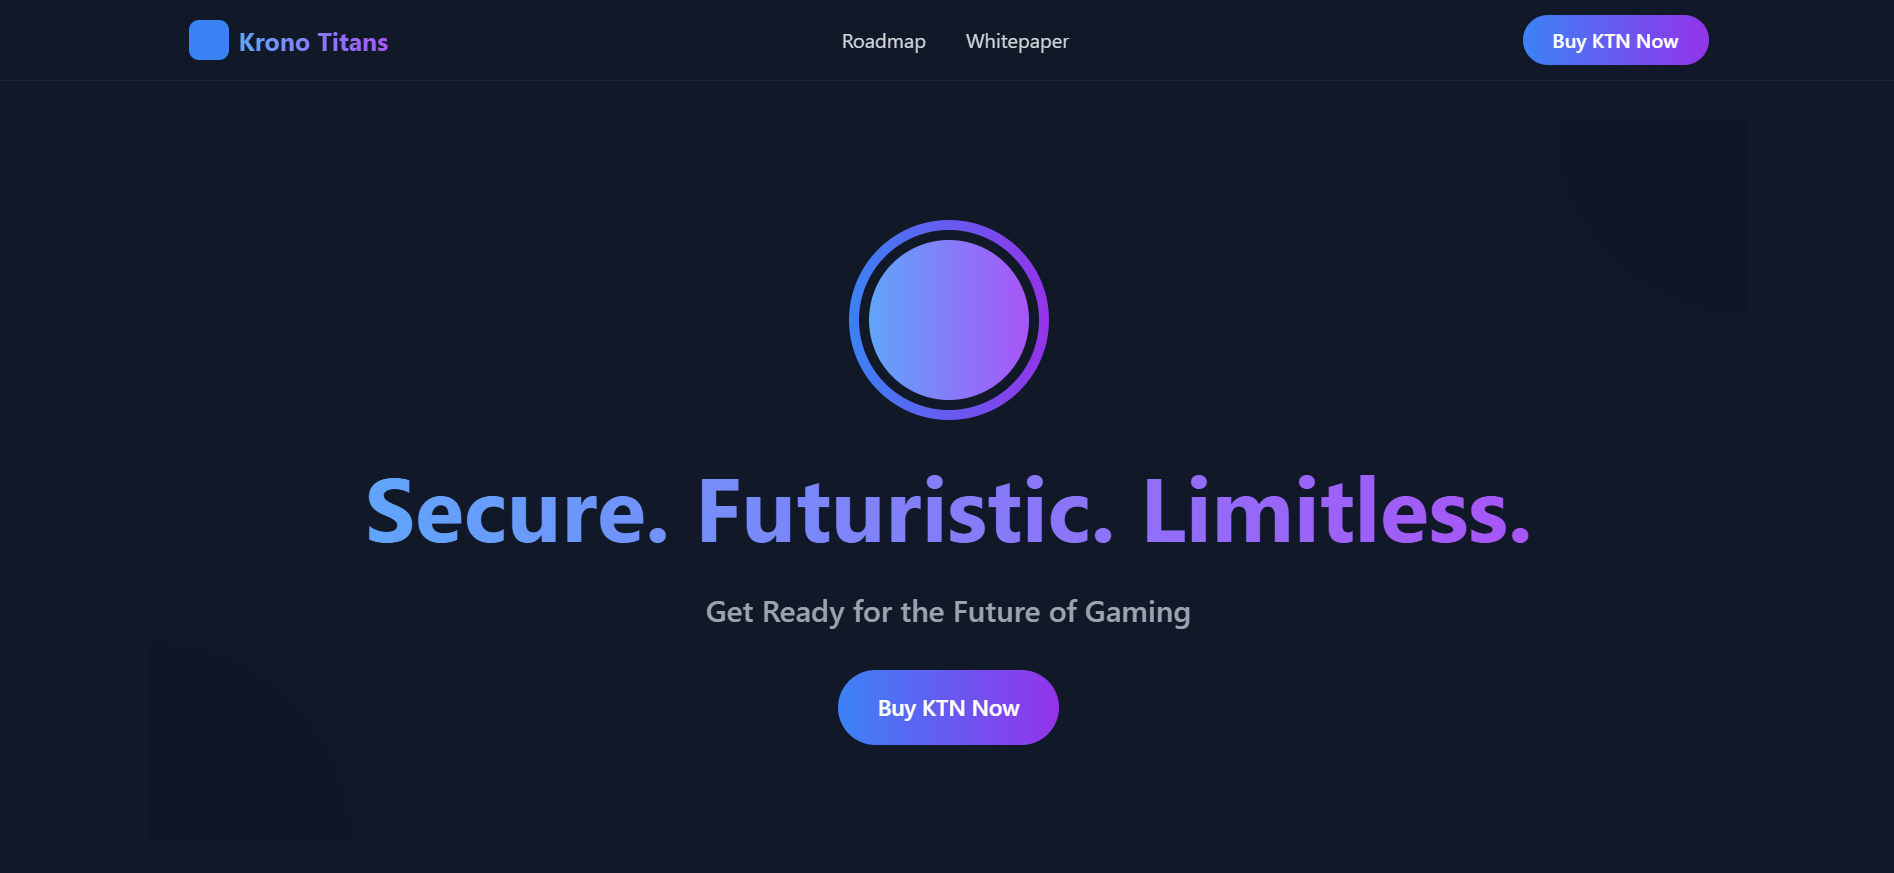 Krono Titans
Roadmap
Whitepaper
Buy KTN Now
Secure. Futuristic. Limitless.
Get Ready for the Future of Gaming
Buy KTN Now